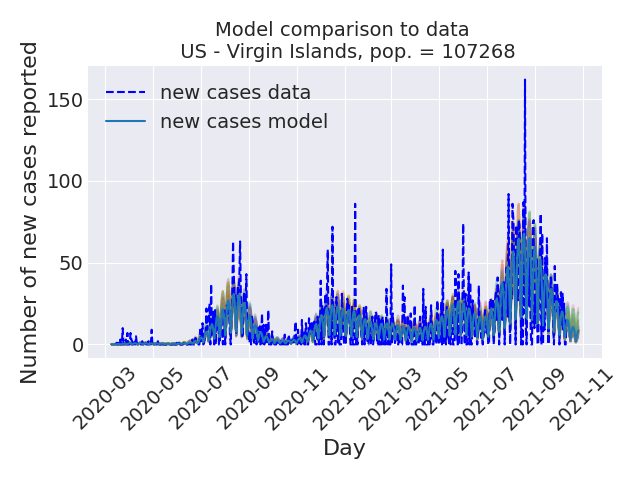 Model comparison to data
US - Virgin Islands, pop. = 107268
Number of new cases reported
150
100
50
0
new cases data
new cases model
2020-03
2020-05
2020-07
2020-09
2020-11
2021-01
2021-03
2021-05
2021-07
2021-09
2021-11
Day